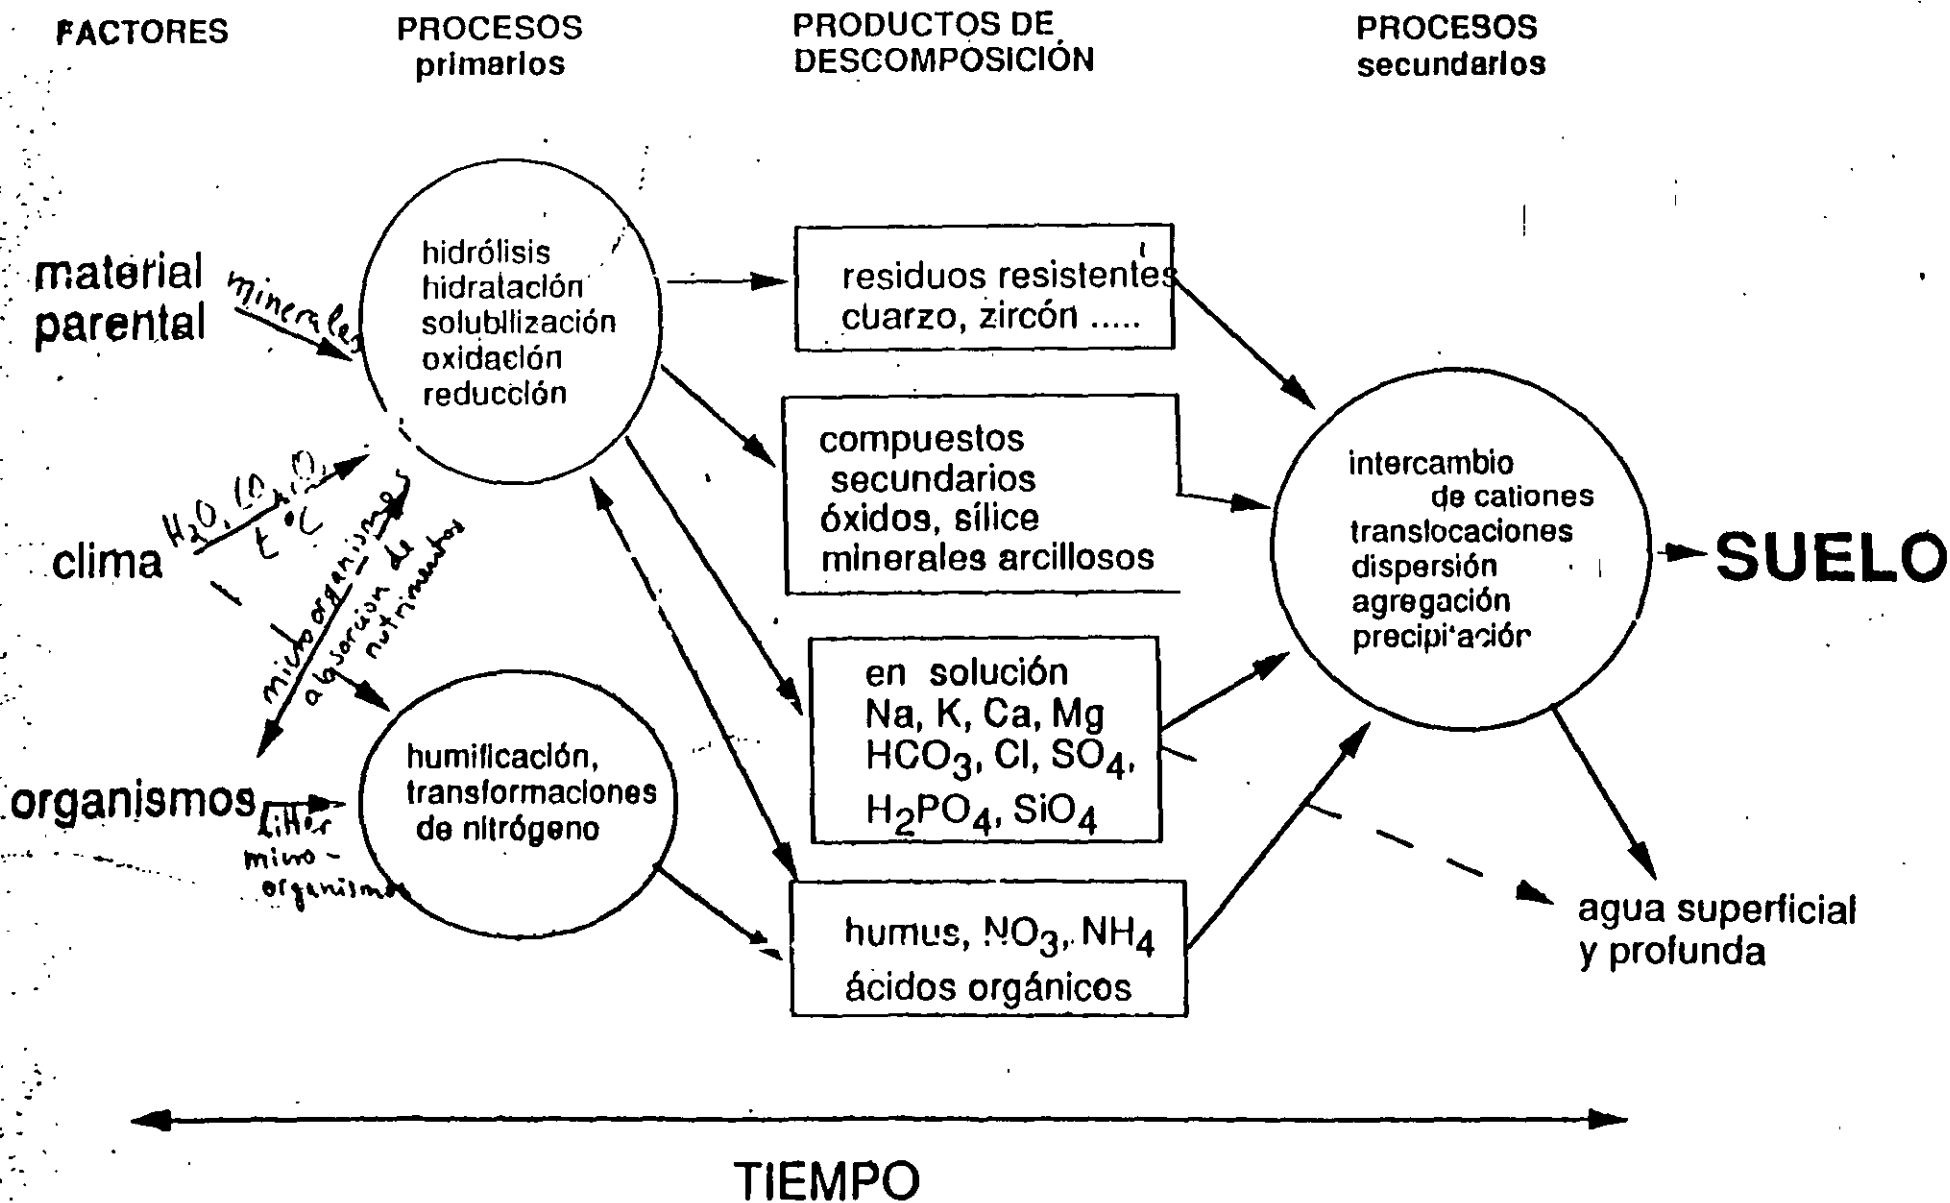 FACTORES
PROCESOS
primarios
PRODUCTOS DE
DESCOMPOSICIÓN
PROCESOS
secundarios
material
parental
minerales
hidrólisis
hidratación
solubilización
oxidación
reducción
residuos resistentes
cuarzo, zircón .....
compuestos
secundarios
óxidos, sílice
minerales arcillosos
intercambio
de cationes
translocaciones
dispersión
agregación
precipitación
SUELO
clima
H2O, CO2, O2
t °C
microorganismos
absorción de
nutrimentos
en solución
Na, K, Ca, Mg
HCO3, Cl, SO4,
H2PO4, SiO4
organismos
Litter
micro-
organismos
humificación,
transformaciones
de nitrógeno
humus, NO3, NH4
ácidos orgánicos
agua superficial
y profunda
TIEMPO